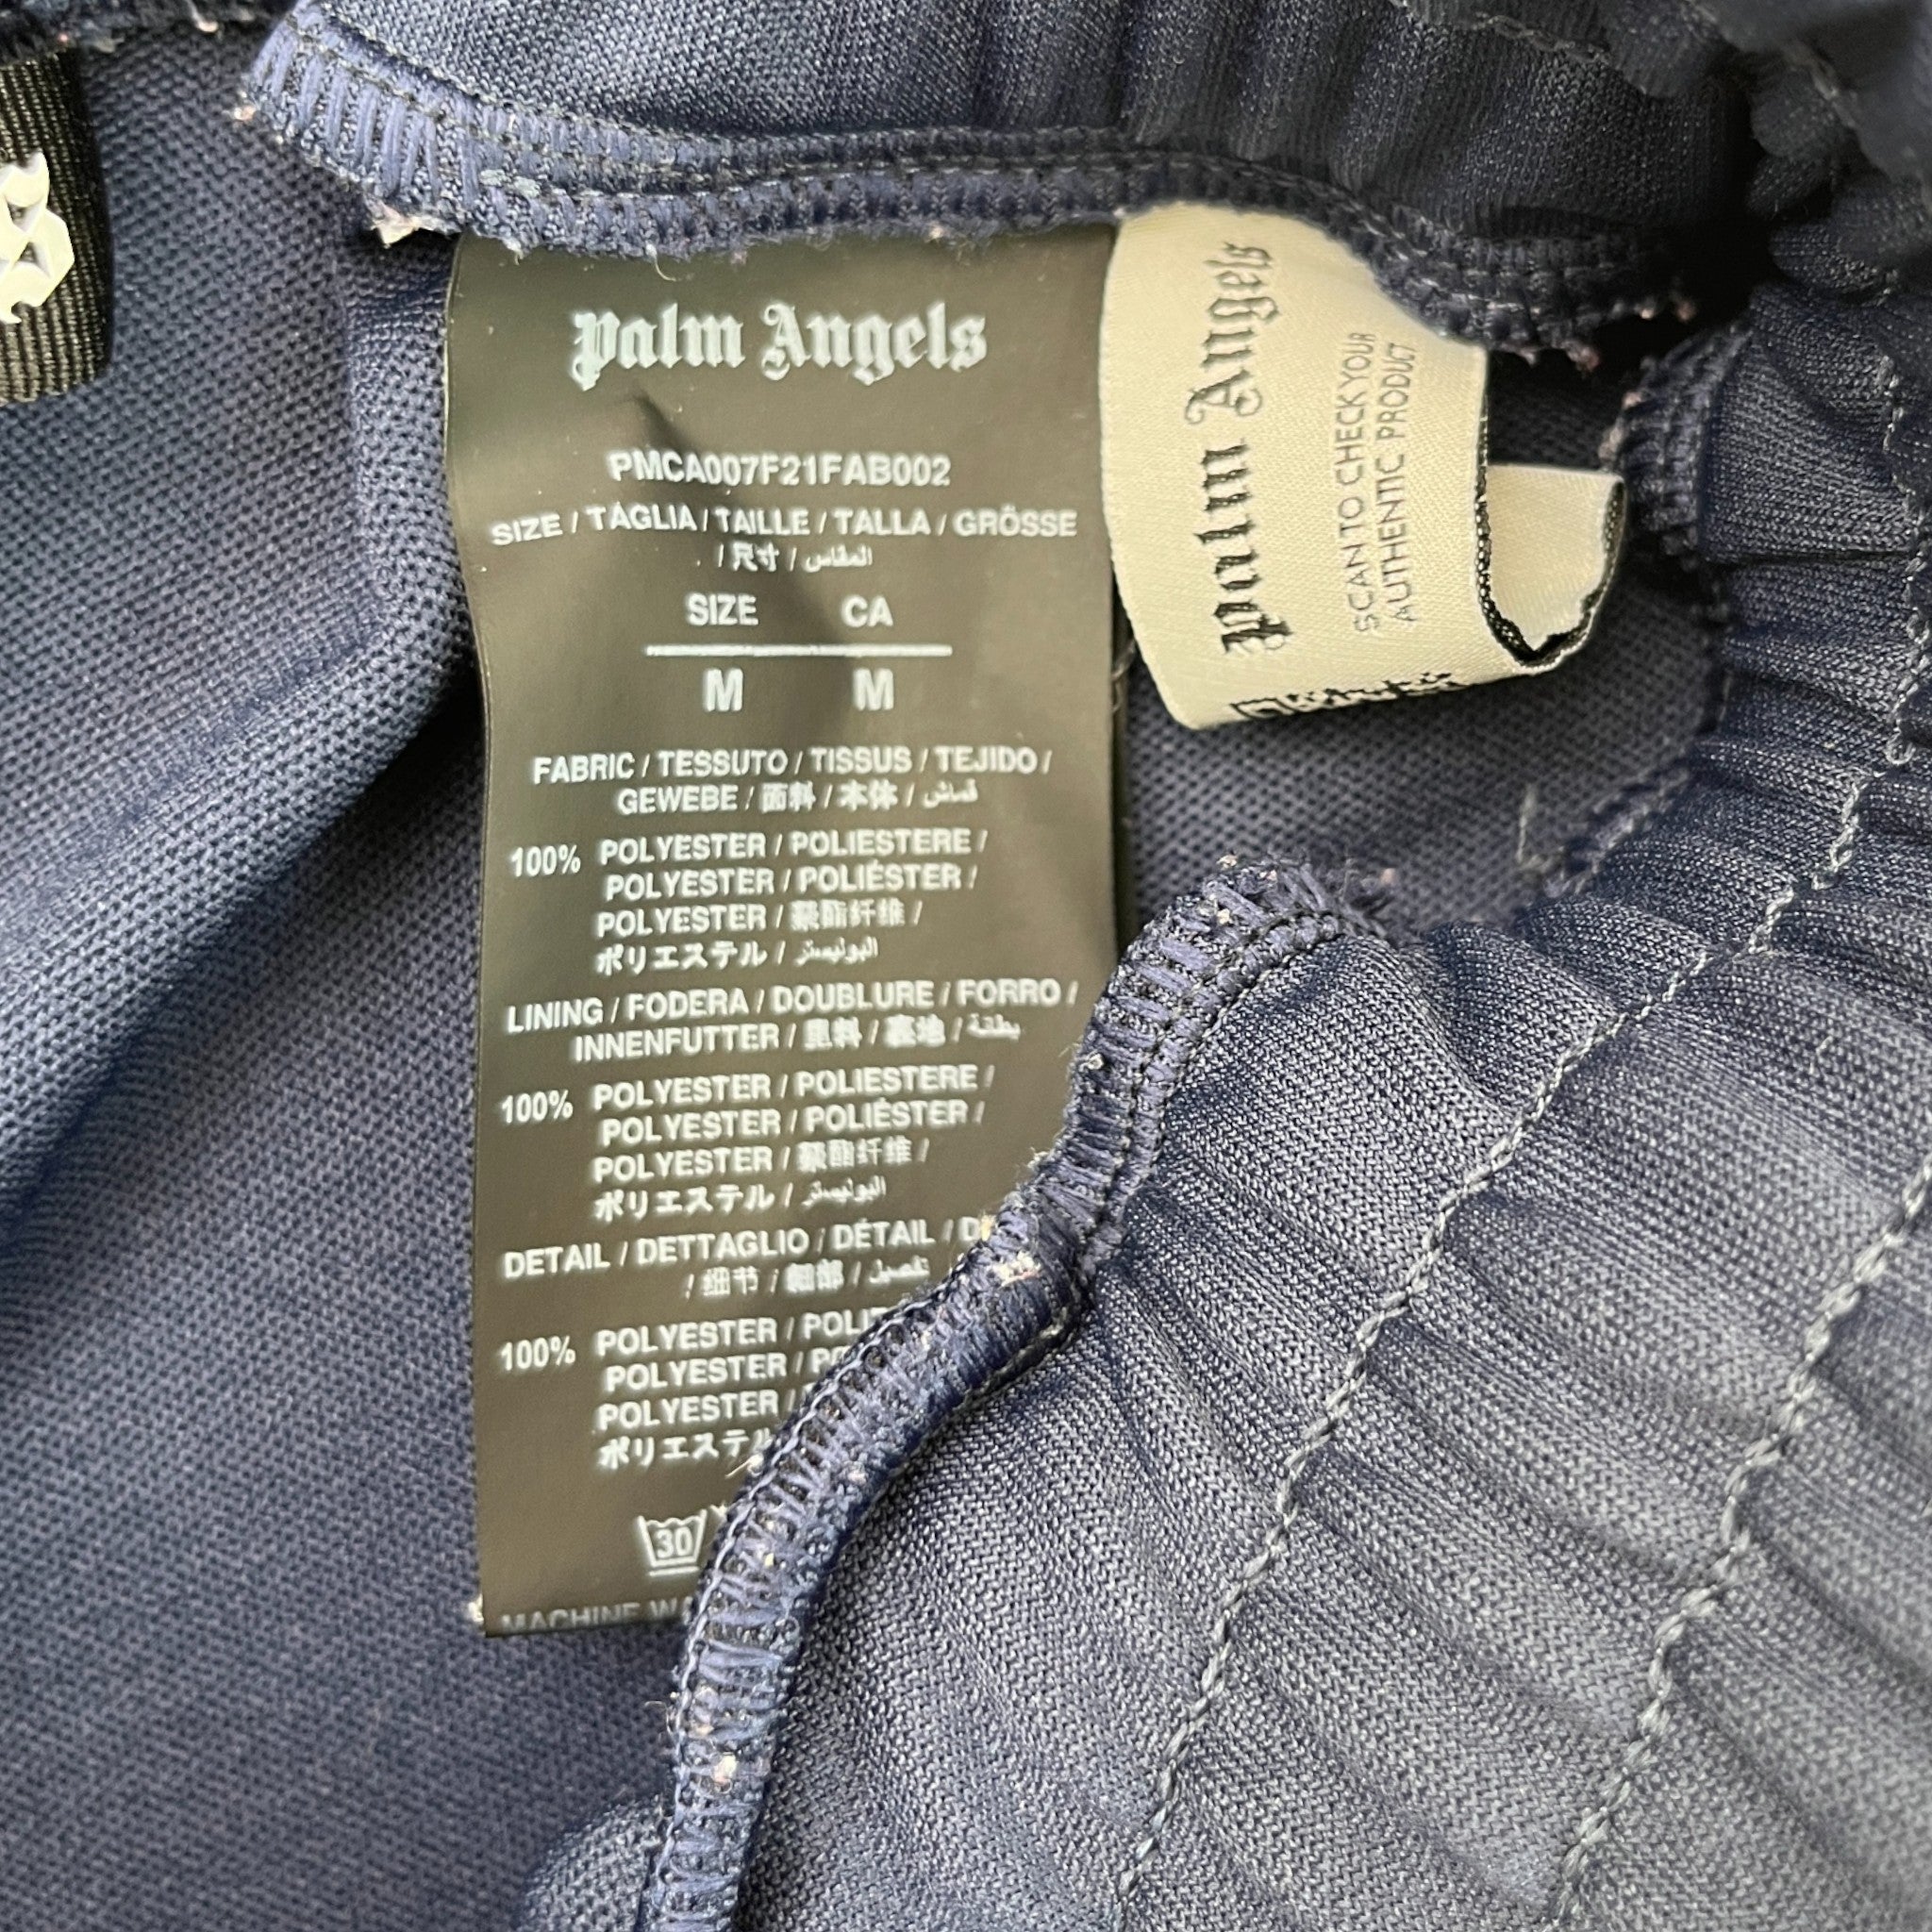 Palm Angels
PMCA007F21FAB002
SIZE / TAGLIA / TAILLE / TALLA / GRÖSSE
/ 尺寸 / المقاس
SIZE CA
M M
FABRIC / TESSUTO / TISSUS / TEJIDO /
GEWEBE / 面料 / 本体 / قماش
100% POLYESTER / POLIESTERE /
POLYESTER / POLIÉSTER /
POLYESTER / 聚酯纤维 /
ポリエステル / البوليستر
LINING / FODERA / DOUBLURE / FORRO /
INNENFUTTER / 里料 / 裏地 / بطانة
100% POLYESTER / POLIESTERE /
POLYESTER / POLIÉSTER /
POLYESTER / 聚酯纤维 /
ポリエステル / البوليستر
DETAIL / DETTAGLIO / DÉTAIL / D
/ 细节 / 細部 / تفصيل
100% POLYESTER / POLI
POLYESTER / PO
POLYESTER /
ポリエステル
30
MACHINE WA
Palm Angels
SCAN TO CHECK YOUR
AUTHENTIC PRODUCT